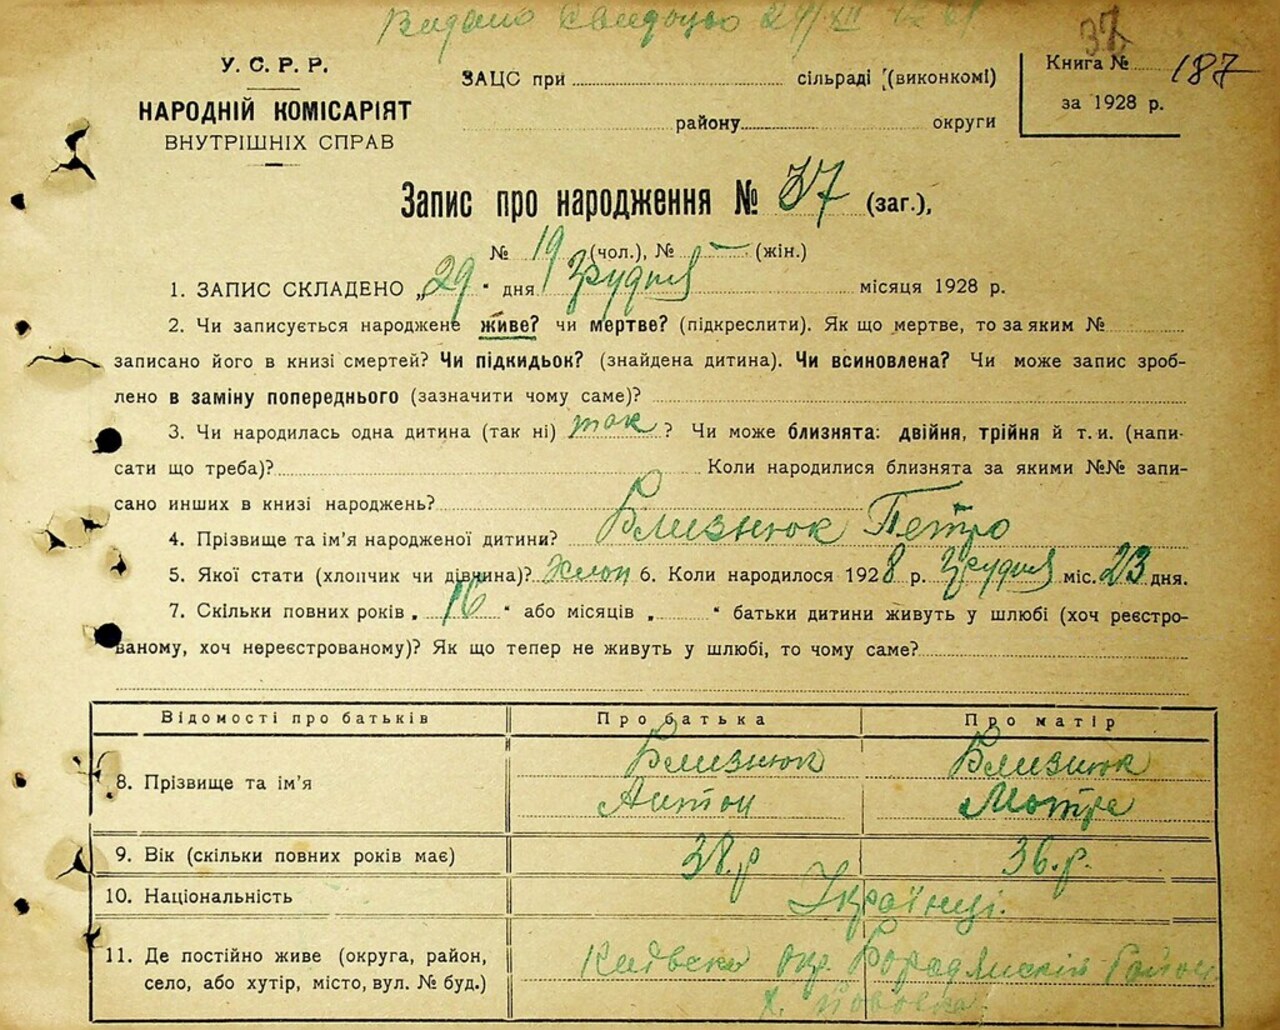 Видано свидоцтво 24/XII
37
У. С. Р. Р.
НАРОДНІЙ КОМІСАРІЯТ
ВНУТРІШНІХ СПРАВ
ЗАЦС при сільраді (виконкомі)
району округи
Книга № 187
за 1928 р.
Запис про народження № 37 (заг.),
№ 19 (чол.), № – (жін.)
1. ЗАПИС СКЛАДЕНО „29" дня Грудня місяця 1928 р.
2. Чи записується народжене живе? чи мертве? (підкреслити). Як що мертве, то за яким №
записано його в книзі смертей? Чи підкидьок? (знайдена дитина). Чи всиновлена? Чи може запис зроб-
лено в заміну попереднього (зазначити чому саме)?
3. Чи народилась одна дитина (так ні) так ? Чи може близнята: двійня, трійня й т. и. (напи-
сати що треба)? Коли народилися близнята за якими №№ запи-
сано инших в книзі народжень?
4. Прізвище та ім'я народженої дитини? Близнюк Петро
5. Якої стати (хлопчик чи дівчина)? Хлоп 6. Коли народилося 1928 р. Грудня міс. 23 дня.
7. Скільки повних років „ 16 " або місяців „ " батьки дитини живуть у шлюбі (хоч реєстро-
ваному, хоч нереєстрованому)? Як що тепер не живуть у шлюбі, то чому саме?
Відомості про батьків Про батька Про матір
8. Прізвище та ім'я Близнюк Антон Близнюк Мотря
9. Вік (скільки повних років має) 38.р 36.р.
10. Національність Українці.
11. Де постійно живе (округа, район, Київська окр. Бородянський Район
село, або хутір, місто, вул. № буд.) х.